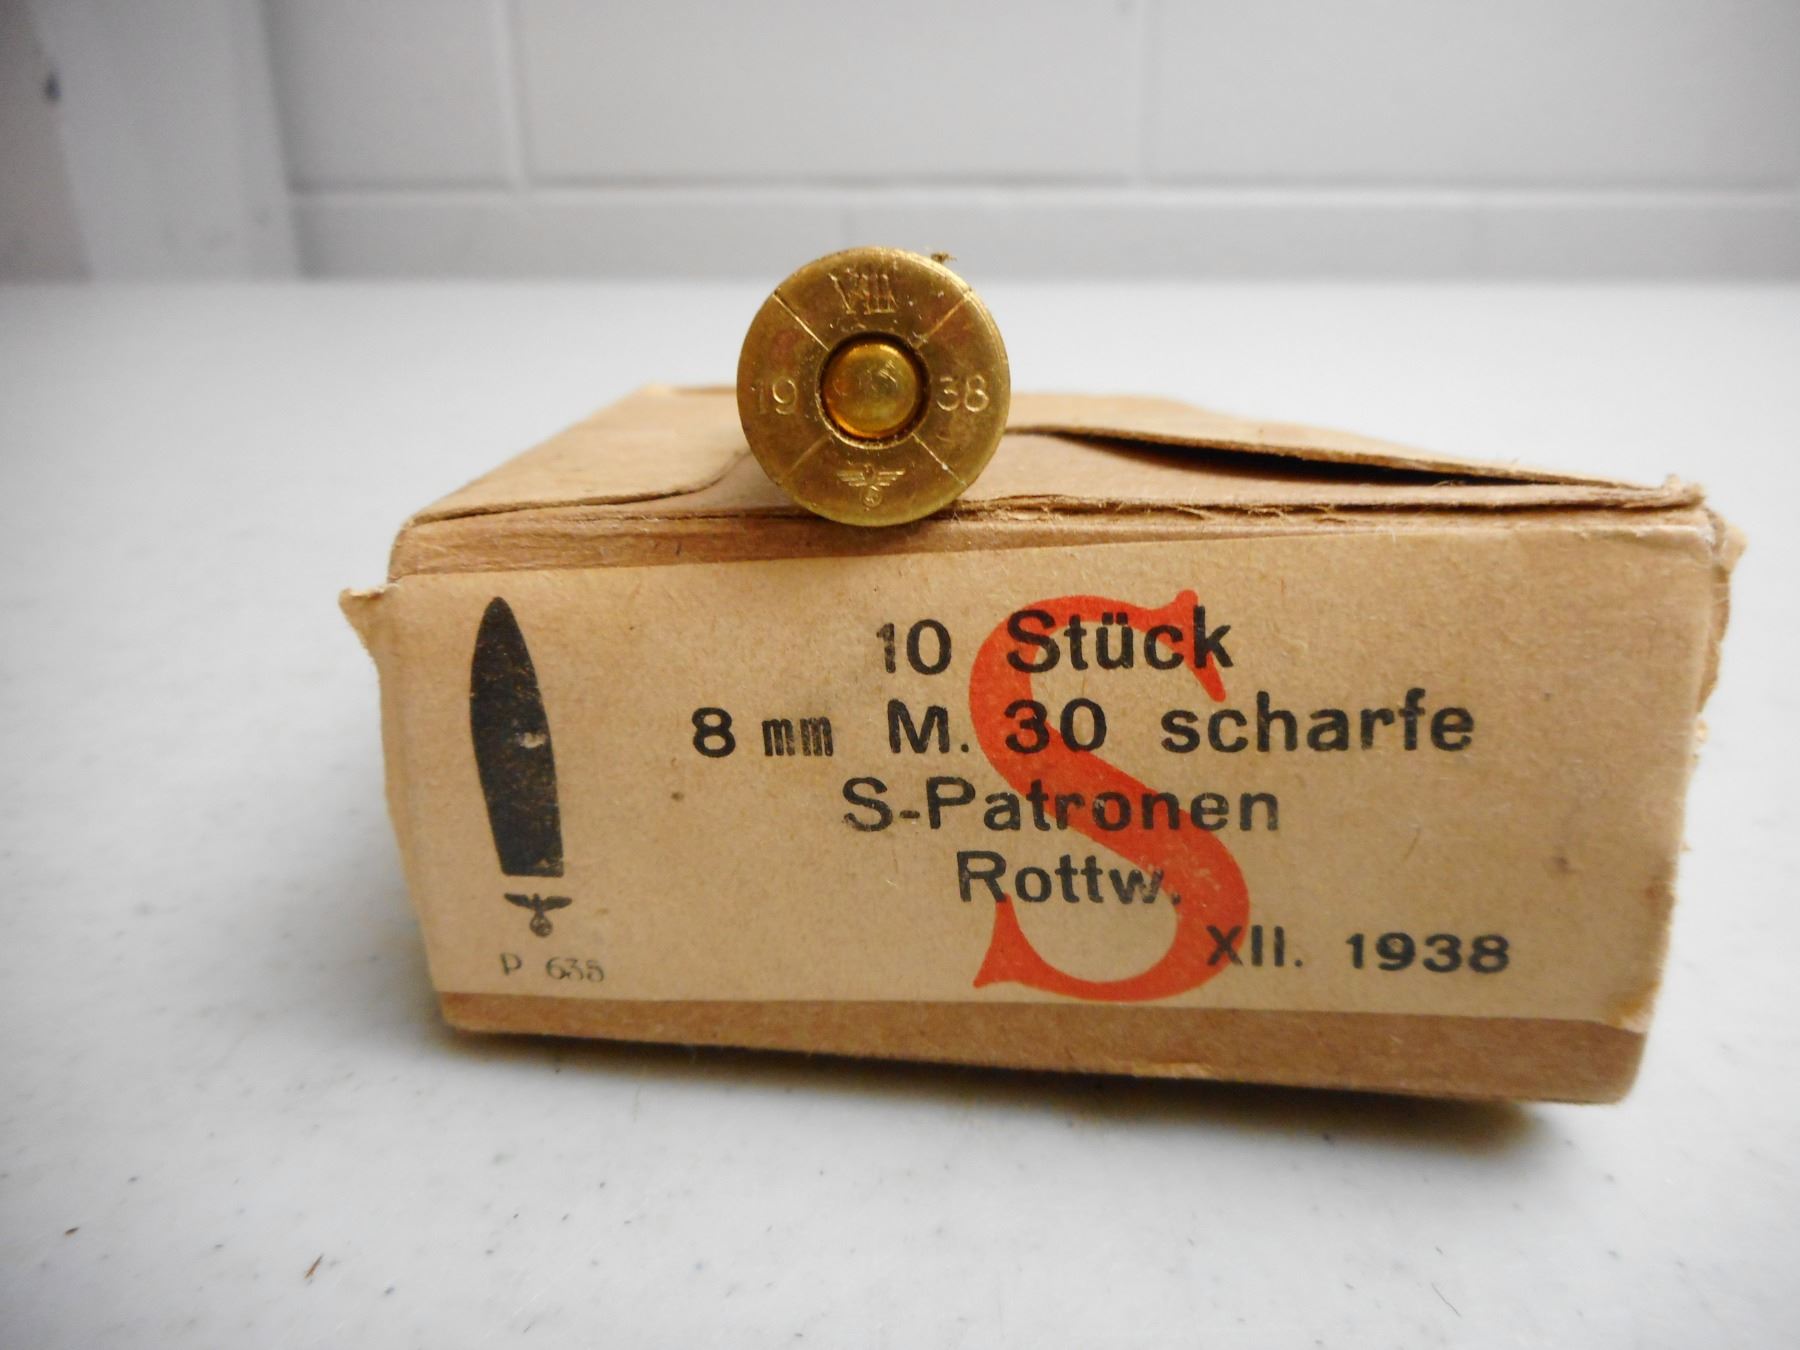 VIII
19 38
10 Stück
8 mm M. 30 scharfe
S-Patronen
Rottw.
XII. 1938
S
P 635